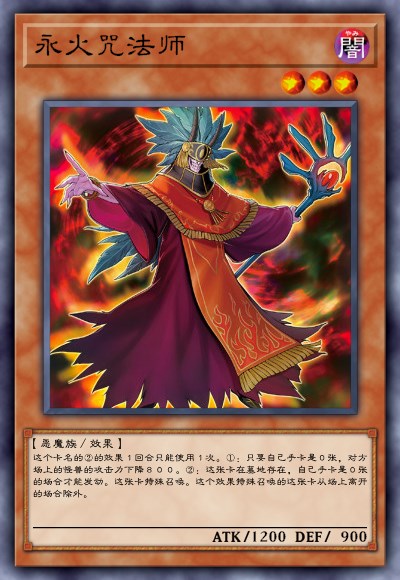 永火咒法师
やみ
闇
【恶魔族／效果】
这个卡名的②的效果１回合只能使用１次。①：只要自己手卡是０张，对方
场上的怪兽的攻击力下降８００。②：这张卡在墓地存在，自己手卡是０张
的场合才能发动。这张卡特殊召唤。这个效果特殊召唤的这张卡从场上离开
的场合除外。
ATK/1200 DEF/ 900